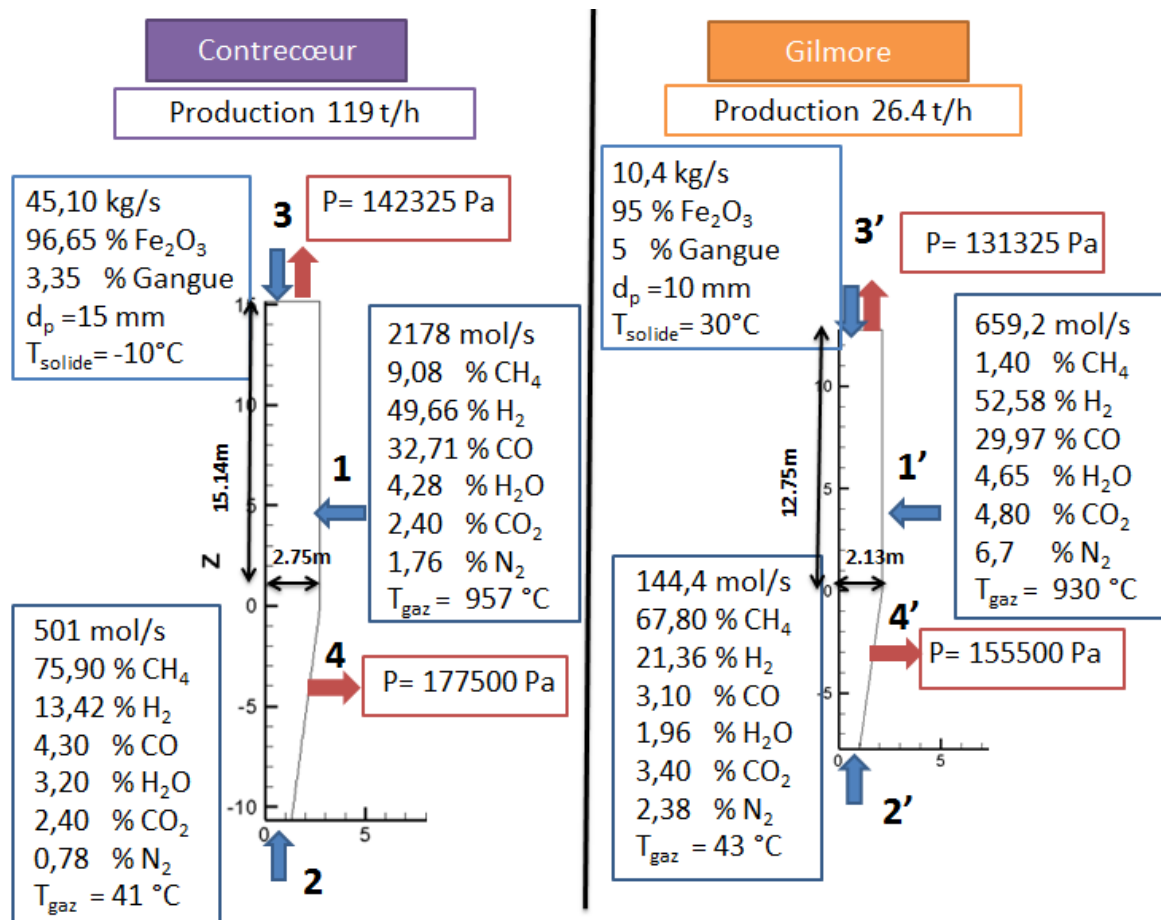 Contrecœur
Production 119 t/h
45,10 kg/s
96,65 % Fe₂O₃
3,35 % Gangue
dₚ =15 mm
Tsolide= -10°C
3
P= 142325 Pa
2178 mol/s
9,08 % CH₄
49,66 % H₂
32,71 % CO
4,28 % H₂O
2,40 % CO₂
1,76 % N₂
Tgaz = 957 °C
1
15
10
5
0
-5
-10
15.14m
Z
2.75m
4
P= 177500 Pa
501 mol/s
75,90 % CH₄
13,42 % H₂
4,30 % CO
3,20 % H₂O
2,40 % CO₂
0,78 % N₂
Tgaz = 41 °C
0
5
2
Gilmore
Production 26.4 t/h
10,4 kg/s
95 % Fe₂O₃
5 % Gangue
dₚ =10 mm
Tsolide= 30°C
3’
P= 131325 Pa
659,2 mol/s
1,40 % CH₄
52,58 % H₂
29,97 % CO
4,65 % H₂O
4,80 % CO₂
6,7 % N₂
Tgaz = 930 °C
1’
10
5
0
-5
12.75m
2.13m
4’
P= 155500 Pa
144,4 mol/s
67,80 % CH₄
21,36 % H₂
3,10 % CO
1,96 % H₂O
3,40 % CO₂
2,38 % N₂
Tgaz = 43 °C
0
5
2’